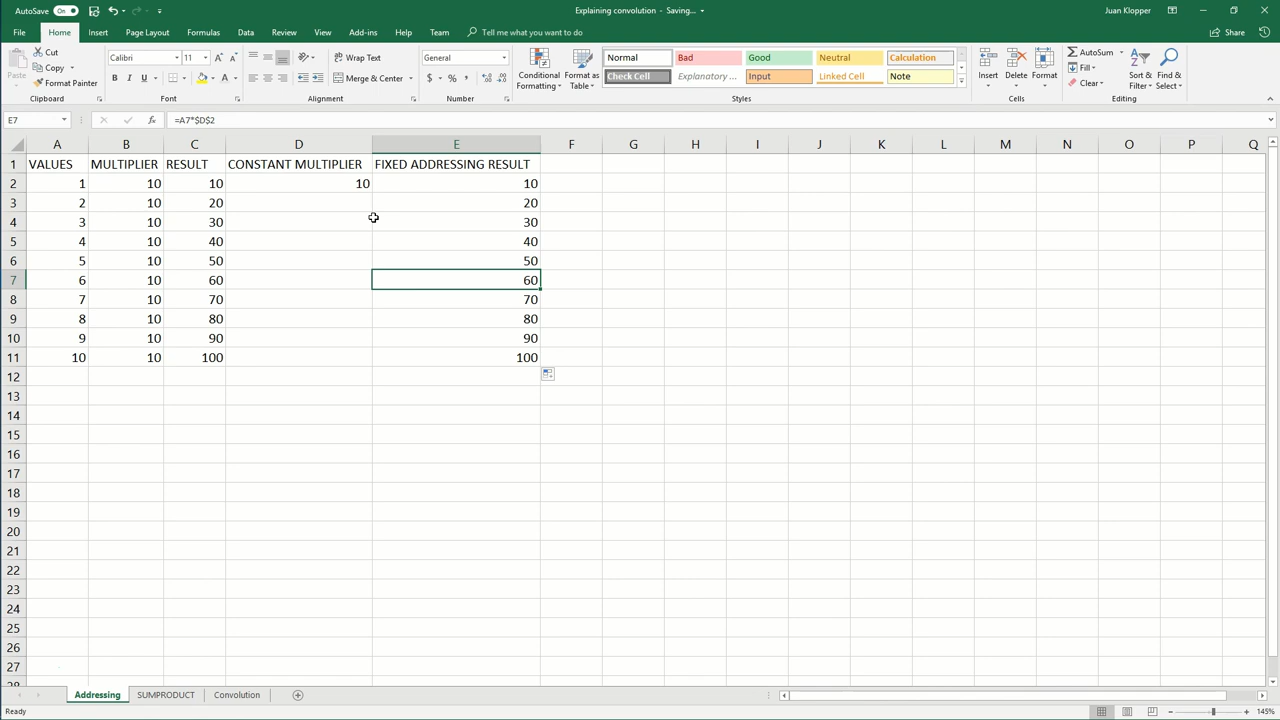 AutoSave On Explaining convolution - Saving... Juan Klopper
File Home Insert Page Layout Formulas Data Review View Add-ins Help Team Tell me what you want to do Share
Paste Cut Calibri 11 Wrap Text General Conditional Formatting Format as Table Normal Bad Good Neutral Calculation Insert Delete Format AutoSum Sort & Filter Find & Select
Copy Fill
Format Painter B I U Merge & Center $ % , Check Cell Explanatory ... Input Linked Cell Note Clear
Clipboard Font Alignment Number Styles Cells Editing
E7 fx =A7*$D$2
A B C D E F G H I J K L M N O P Q
1 VALUES MULTIPLIER RESULT CONSTANT MULTIPLIER FIXED ADDRESSING RESULT
2 1 10 10 10 10
3 2 10 20 20
4 3 10 30 30
5 4 10 40 40
6 5 10 50 50
7 6 10 60 60
8 7 10 70 70
9 8 10 80 80
10 9 10 90 90
11 10 10 100 100
12
13
14
15
16
17
18
19
20
21
22
23
24
25
26
27
28
Addressing SUMPRODUCT Convolution
Ready 145%